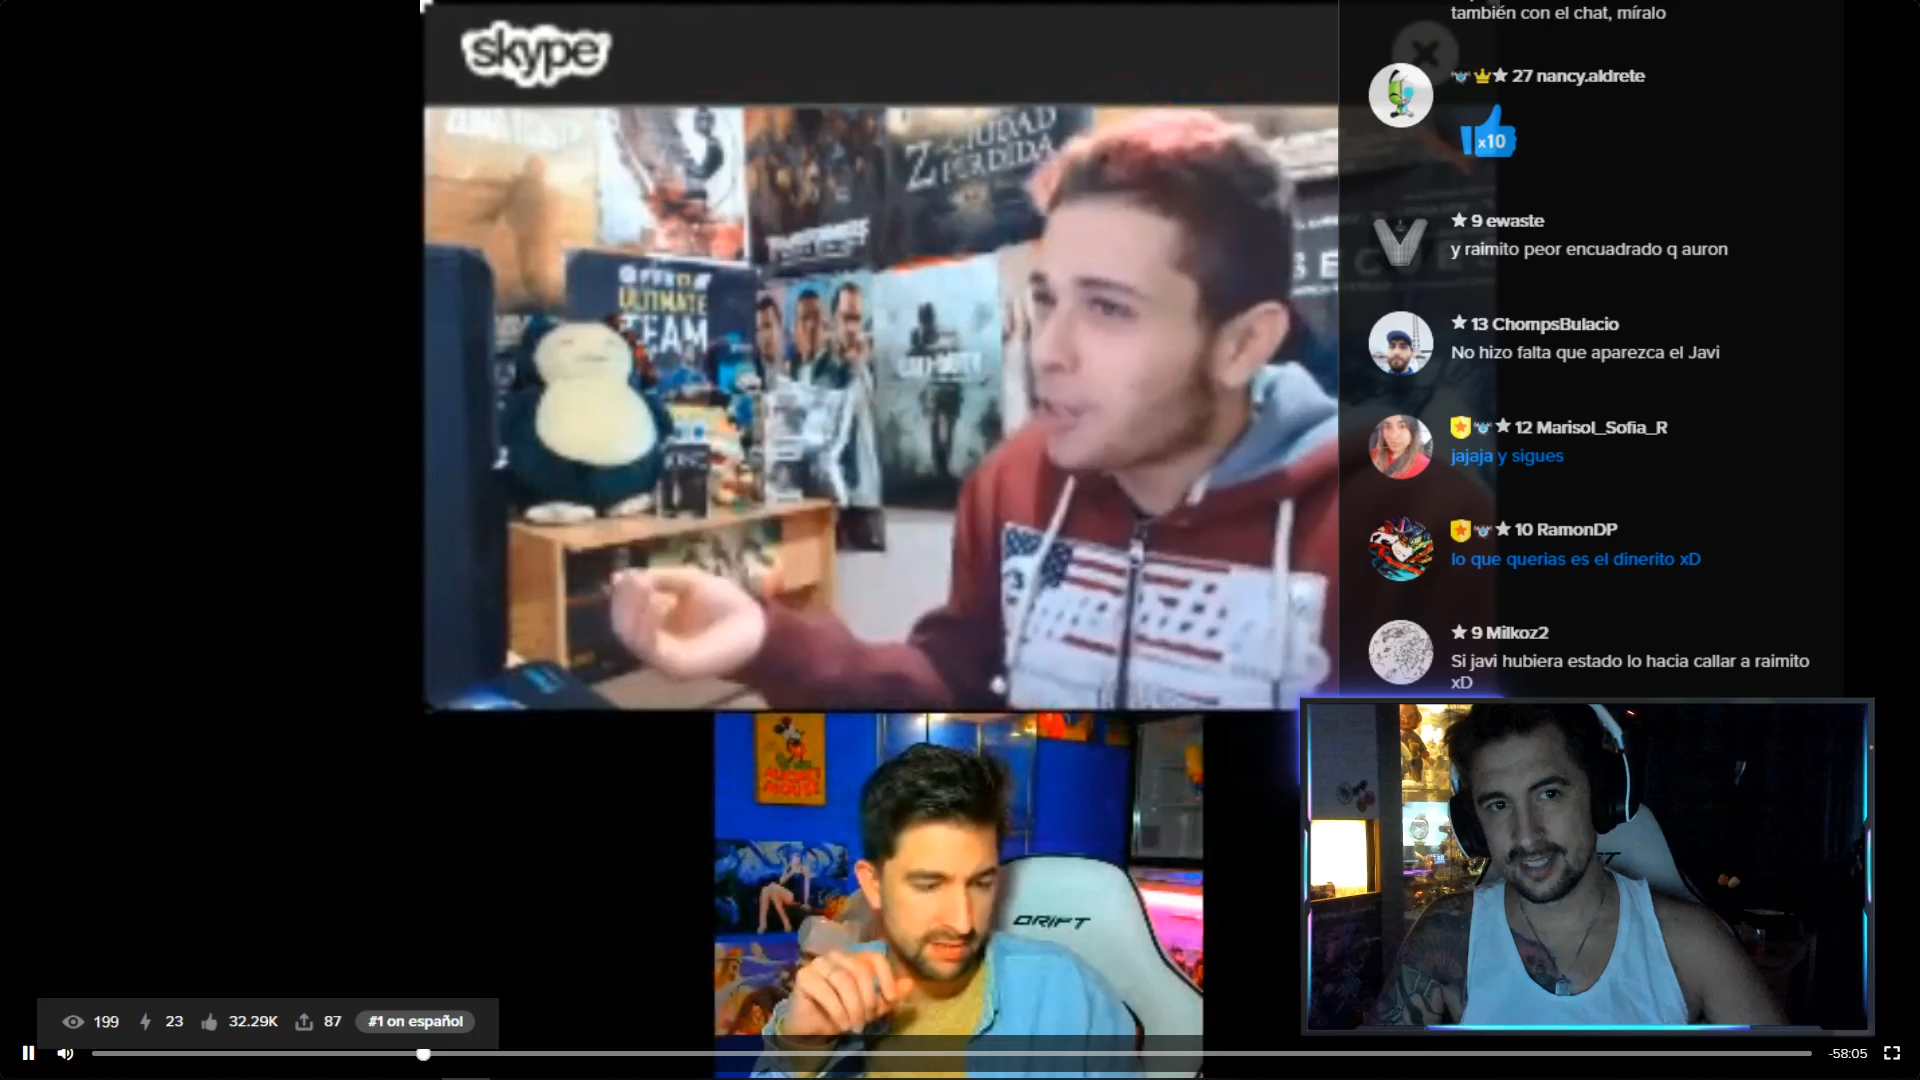 skype
Z CIUDAD
PERDIDA
ULTIMATE
TEAM
DRIFT
también con el chat, míralo
27 nancy.aldrete
x10
9 ewaste
y raimito peor encuadrado q auron
13 ChompsBulacio
No hizo falta que aparezca el Javi
12 Marisol_Sofia_R
jajaja y sigues
10 RamonDP
lo que querias es el dinerito xD
9 Milkoz2
Si javi hubiera estado lo hacia callar a raimito
xD
199 23 32.29K 87 #1 on español
-58:05